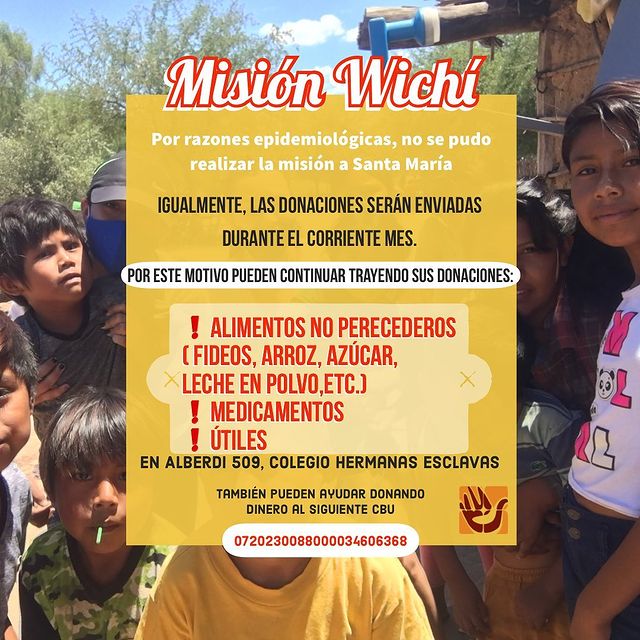 Misión Wichí
Por razones epidemiológicas, no se pudo
realizar la misión a Santa María
IGUALMENTE, LAS DONACIONES SERÁN ENVIADAS
DURANTE EL CORRIENTE MES.
POR ESTE MOTIVO PUEDEN CONTINUAR TRAYENDO SUS DONACIONES:
❗ ALIMENTOS NO PERECEDEROS
( FIDEOS, ARROZ, AZÚCAR,
LECHE EN POLVO,ETC.)
❗ MEDICAMENTOS
❗ ÚTILES
EN ALBERDI 509, COLEGIO HERMANAS ESCLAVAS
TAMBIÉN PUEDEN AYUDAR DONANDO
DINERO AL SIGUIENTE CBU
0720230088000034606368